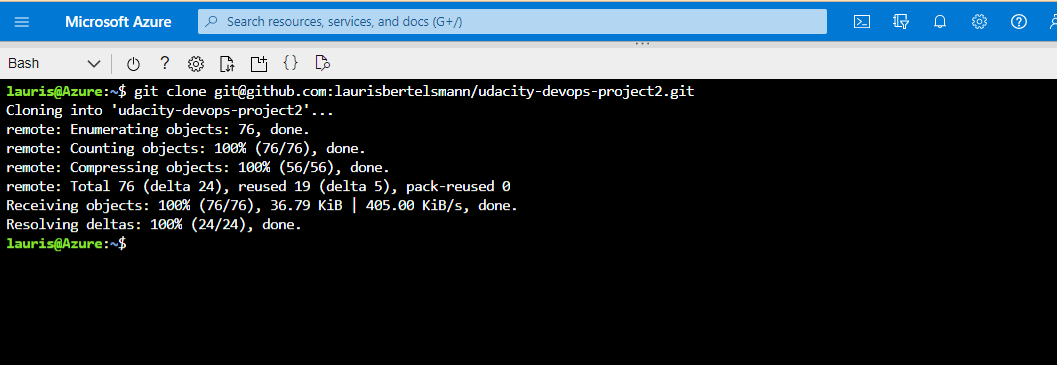 Microsoft Azure
Search resources, services, and docs (G+/)
Bash
lauris@Azure:~$ git clone git@github.com:laurisbertelsmann/udacity-devops-project2.git
Cloning into 'udacity-devops-project2'...
remote: Enumerating objects: 76, done.
remote: Counting objects: 100% (76/76), done.
remote: Compressing objects: 100% (56/56), done.
remote: Total 76 (delta 24), reused 19 (delta 5), pack-reused 0
Receiving objects: 100% (76/76), 36.79 KiB | 405.00 KiB/s, done.
Resolving deltas: 100% (24/24), done.
lauris@Azure:~$